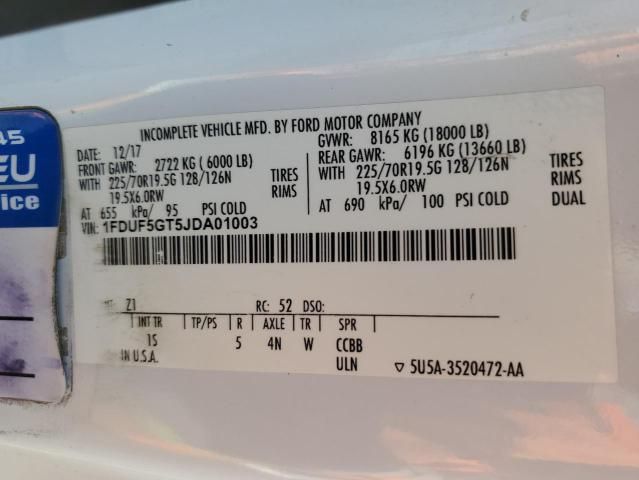 45
EU
ice
INCOMPLETE VEHICLE MFD. BY FORD MOTOR COMPANY
DATE: 12/17
GVWR: 8165 KG (18000 LB)
FRONT GAWR: 2722 KG ( 6000 LB)
REAR GAWR: 6196 KG (13660 LB)
WITH 225/70R19.5G 128/126N TIRES
WITH 225/70R19.5G 128/126N TIRES
19.5X6.0RW RIMS
19.5X6.0RW RIMS
AT 655 kPa/ 95 PSI COLD
AT 690 kPa/ 100 PSI COLD DUAL
VIN: 1FDUF5GT5JDA01003
Z1 RC: 52 DSO:
INT TR TP/PS R AXLE TR SPR
1S 5 4N W CCBB
IN U.S.A. ULN ▽ 5U5A-3520472-AA